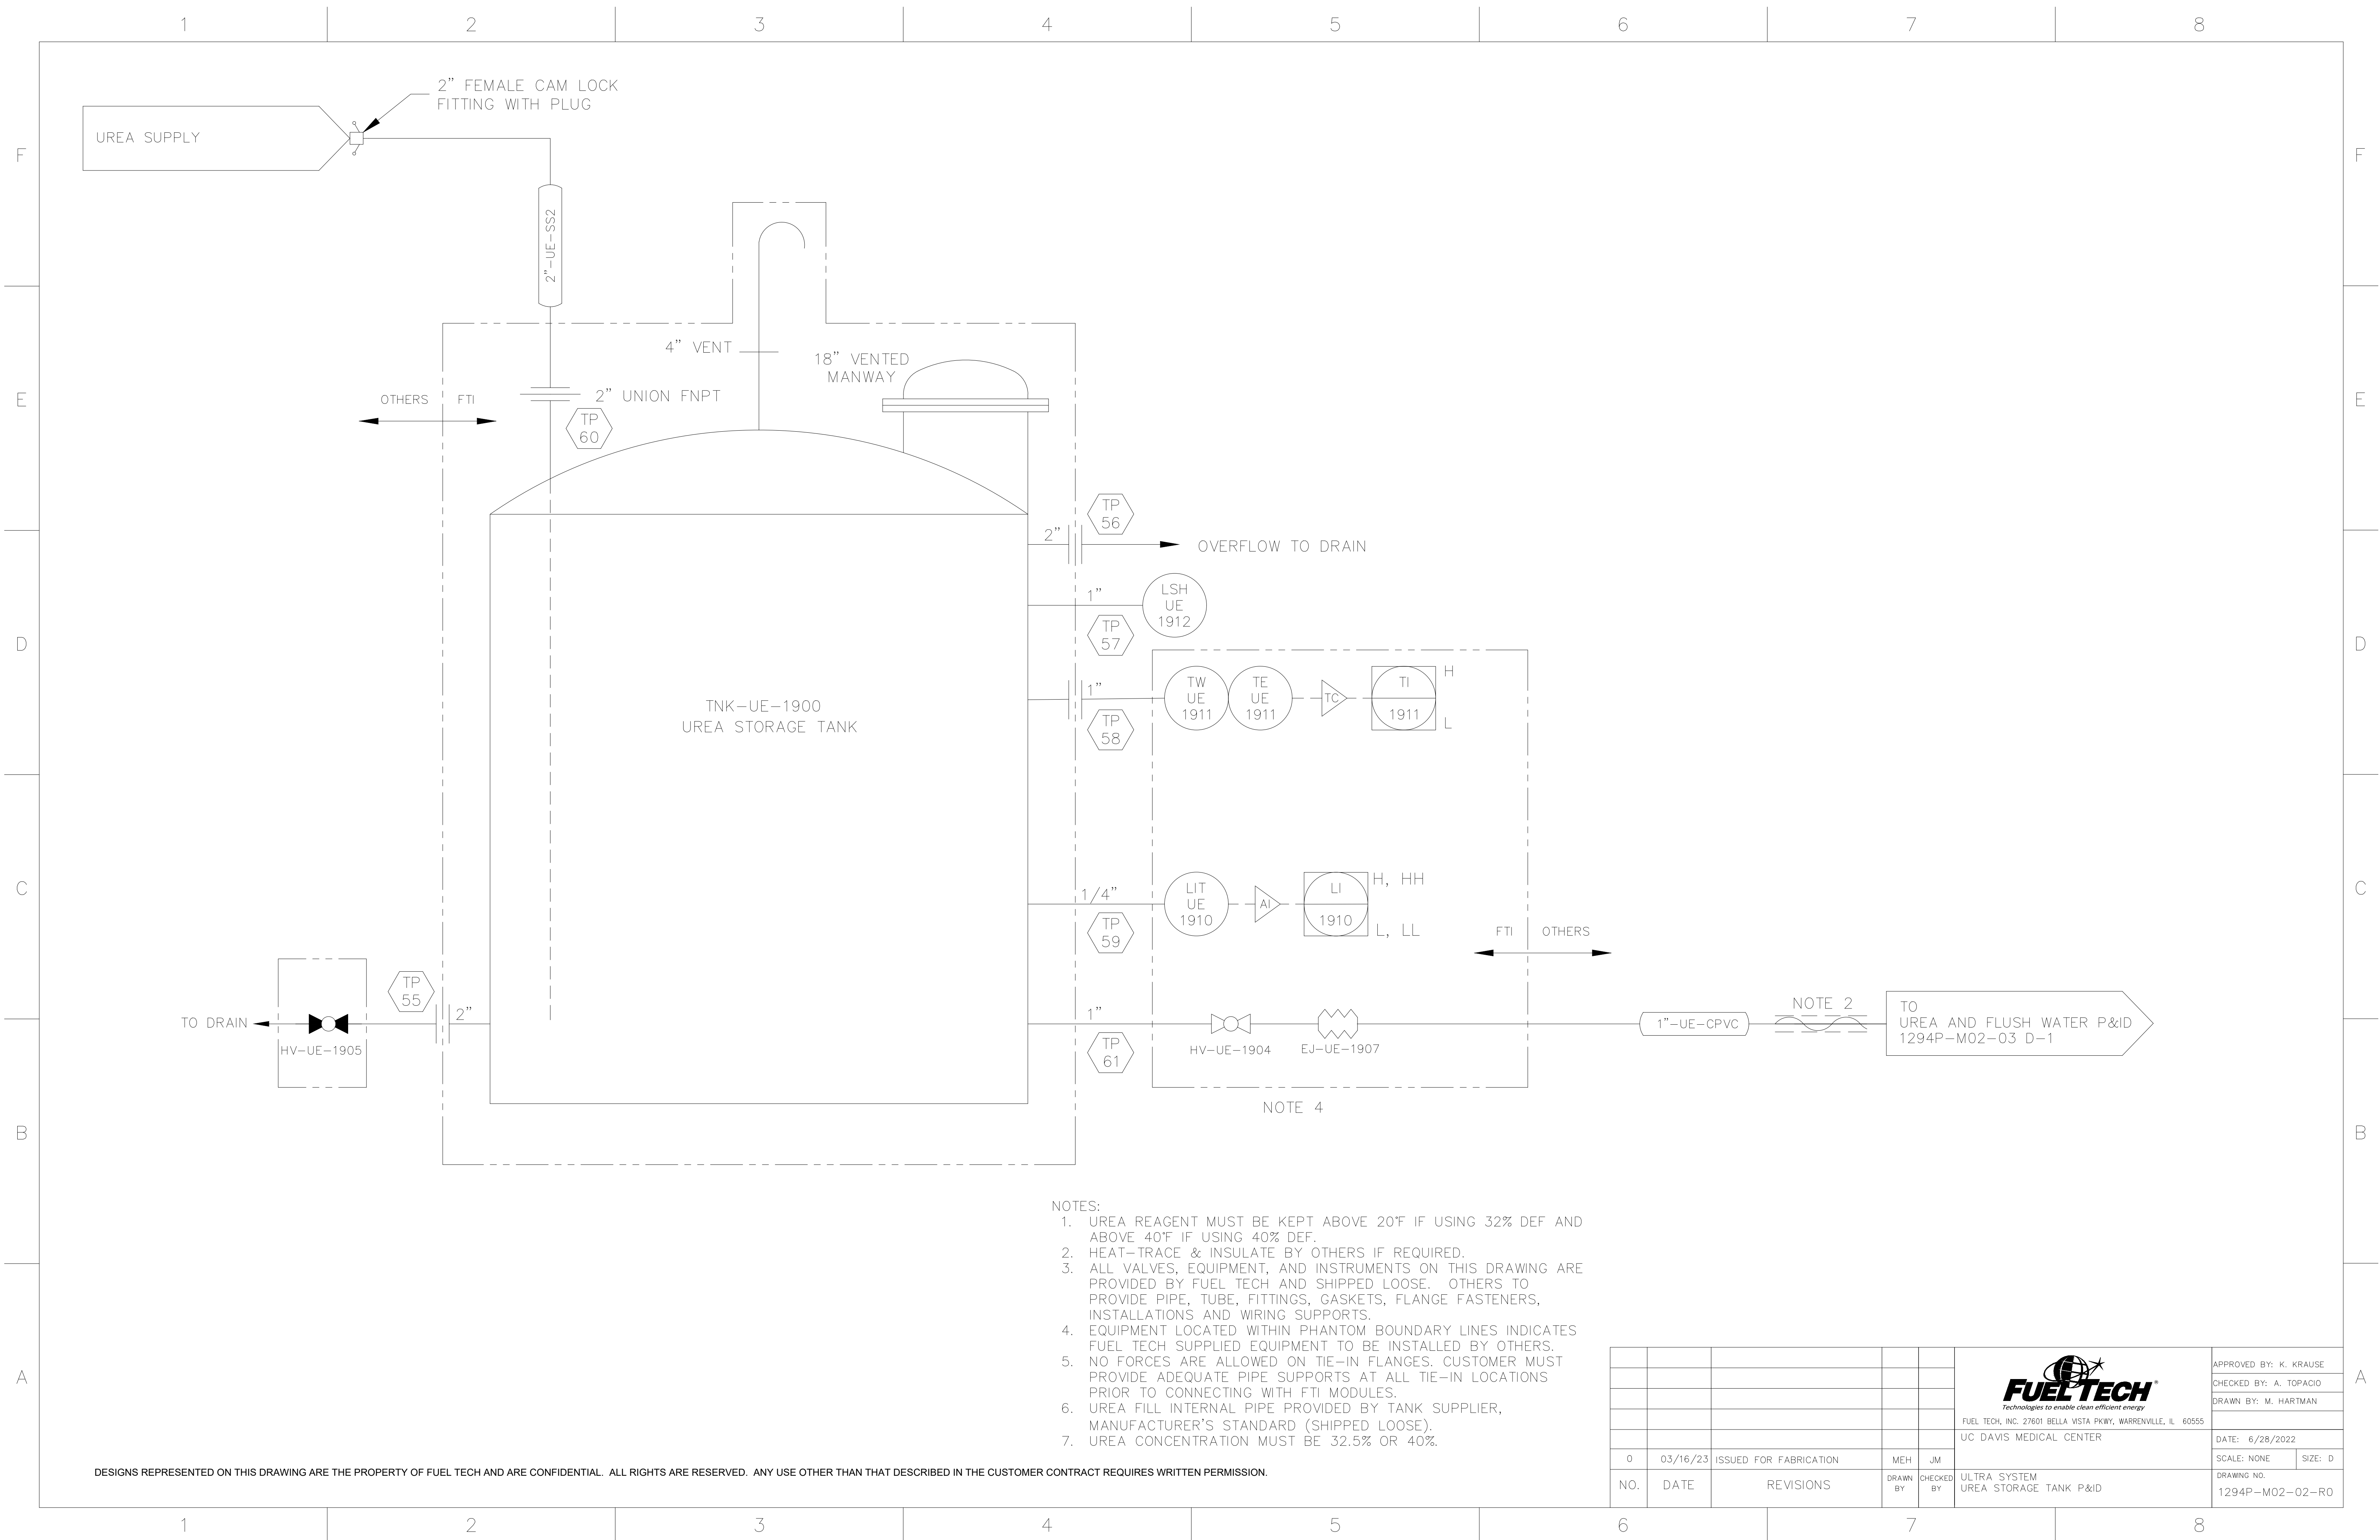 1 2 3 4 5 6 7 8
F
E
D
C
B
A
F
E
D
C
B
A
UREA SUPPLY
2” FEMALE CAM LOCK
FITTING WITH PLUG
2"-UE-SS2
4” VENT
18” VENTED
MANWAY
OTHERS FTI
2” UNION FNPT
TP
60
TP
56
2”
OVERFLOW TO DRAIN
1”
LSH
UE
1912
TP
57
1”
TW
UE
1911
TE
UE
1911
TC
TI
1911
H
L
TP
58
TNK-UE-1900
UREA STORAGE TANK
1/4”
LIT
UE
1910
AI
LI
1910
H, HH
L, LL
TP
59
FTI OTHERS
TP
55
2”
TO DRAIN
HV-UE-1905
1”
TP
61
HV-UE-1904
EJ-UE-1907
1”-UE-CPVC
NOTE 2
TO
UREA AND FLUSH WATER P&ID
1294P-M02-03 D-1
NOTE 4
NOTES:
1. UREA REAGENT MUST BE KEPT ABOVE 20°F IF USING 32% DEF AND
ABOVE 40°F IF USING 40% DEF.
2. HEAT-TRACE & INSULATE BY OTHERS IF REQUIRED.
3. ALL VALVES, EQUIPMENT, AND INSTRUMENTS ON THIS DRAWING ARE
PROVIDED BY FUEL TECH AND SHIPPED LOOSE. OTHERS TO
PROVIDE PIPE, TUBE, FITTINGS, GASKETS, FLANGE FASTENERS,
INSTALLATIONS AND WIRING SUPPORTS.
4. EQUIPMENT LOCATED WITHIN PHANTOM BOUNDARY LINES INDICATES
FUEL TECH SUPPLIED EQUIPMENT TO BE INSTALLED BY OTHERS.
5. NO FORCES ARE ALLOWED ON TIE-IN FLANGES. CUSTOMER MUST
PROVIDE ADEQUATE PIPE SUPPORTS AT ALL TIE-IN LOCATIONS
PRIOR TO CONNECTING WITH FTI MODULES.
6. UREA FILL INTERNAL PIPE PROVIDED BY TANK SUPPLIER,
MANUFACTURER'S STANDARD (SHIPPED LOOSE).
7. UREA CONCENTRATION MUST BE 32.5% OR 40%.
DESIGNS REPRESENTED ON THIS DRAWING ARE THE PROPERTY OF FUEL TECH AND ARE CONFIDENTIAL. ALL RIGHTS ARE RESERVED. ANY USE OTHER THAN THAT DESCRIBED IN THE CUSTOMER CONTRACT REQUIRES WRITTEN PERMISSION.
0 03/16/23 ISSUED FOR FABRICATION MEH JM
NO. DATE REVISIONS DRAWN BY CHECKED BY
FUEL TECH®
Technologies to enable clean efficient energy
FUEL TECH, INC. 27601 BELLA VISTA PKWY, WARRENVILLE, IL 60555
UC DAVIS MEDICAL CENTER
ULTRA SYSTEM
UREA STORAGE TANK P&ID
APPROVED BY: K. KRAUSE
CHECKED BY: A. TOPACIO
DRAWN BY: M. HARTMAN
DATE: 6/28/2022
SCALE: NONE SIZE: D
DRAWING NO.
1294P-M02-02-R0
1 2 3 4 5 6 7 8